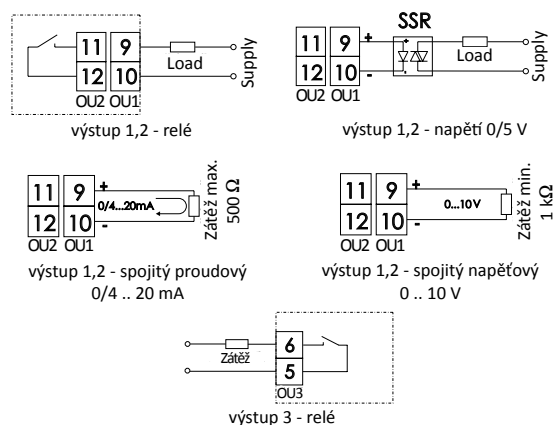 11 9
Load
12 10
OU2 OU1
Supply
výstup 1,2 - relé
SSR
11 9 +
+
Load
12 10 -
-
OU2 OU1
Supply
výstup 1,2 - napětí 0/5 V
11 9 +
0/4...20mA
12 10 -
OU2 OU1
Zátěž max.
500 Ω
výstup 1,2 - spojitý proudový
0/4 .. 20 mA
11 9 +
0...10V
12 10 -
OU2 OU1
Zátěž min.
1 kΩ
výstup 1,2 - spojitý napěťový
0 .. 10 V
6
Zátěž
5
OU3
výstup 3 - relé